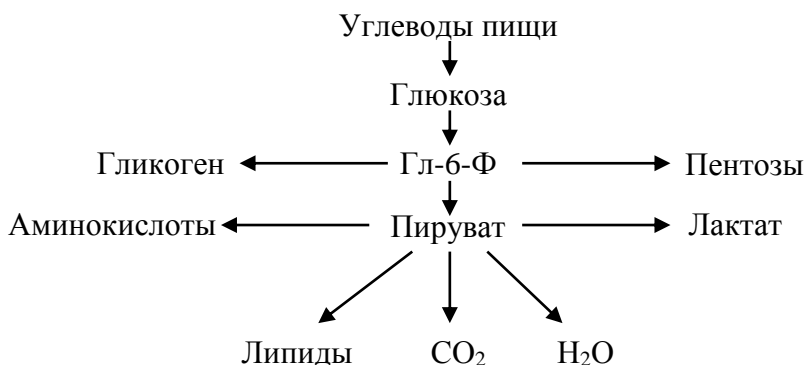 Углеводы пищи
Глюкоза
Гликоген Гл-6-Ф Пентозы
Аминокислоты Пируват Лактат
Липиды CO₂ H₂O